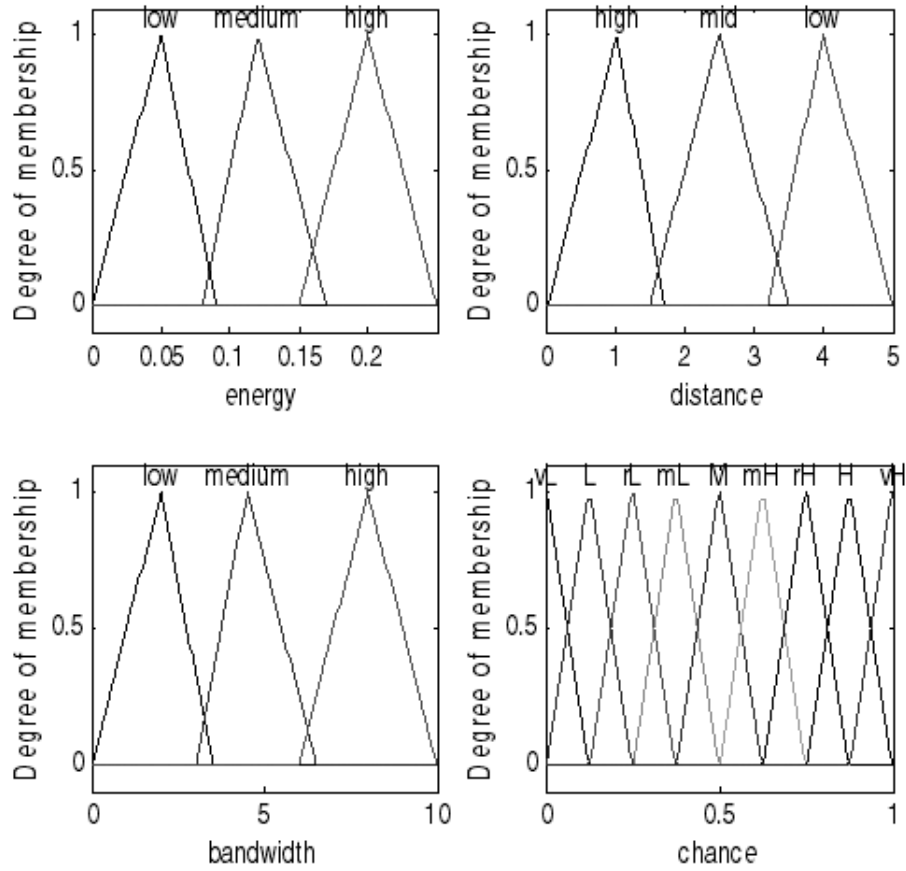 low medium high
Degree of membership
1
0.5
0
0 0.05 0.1 0.15 0.2
energy
high mid low
Degree of membership
1
0.5
0
0 1 2 3 4 5
distance
low medium high
Degree of membership
1
0.5
0
0 5 10
bandwidth
vL L rL mL M mH rH H vH
Degree of membership
1
0.5
0
0 0.5 1
chance